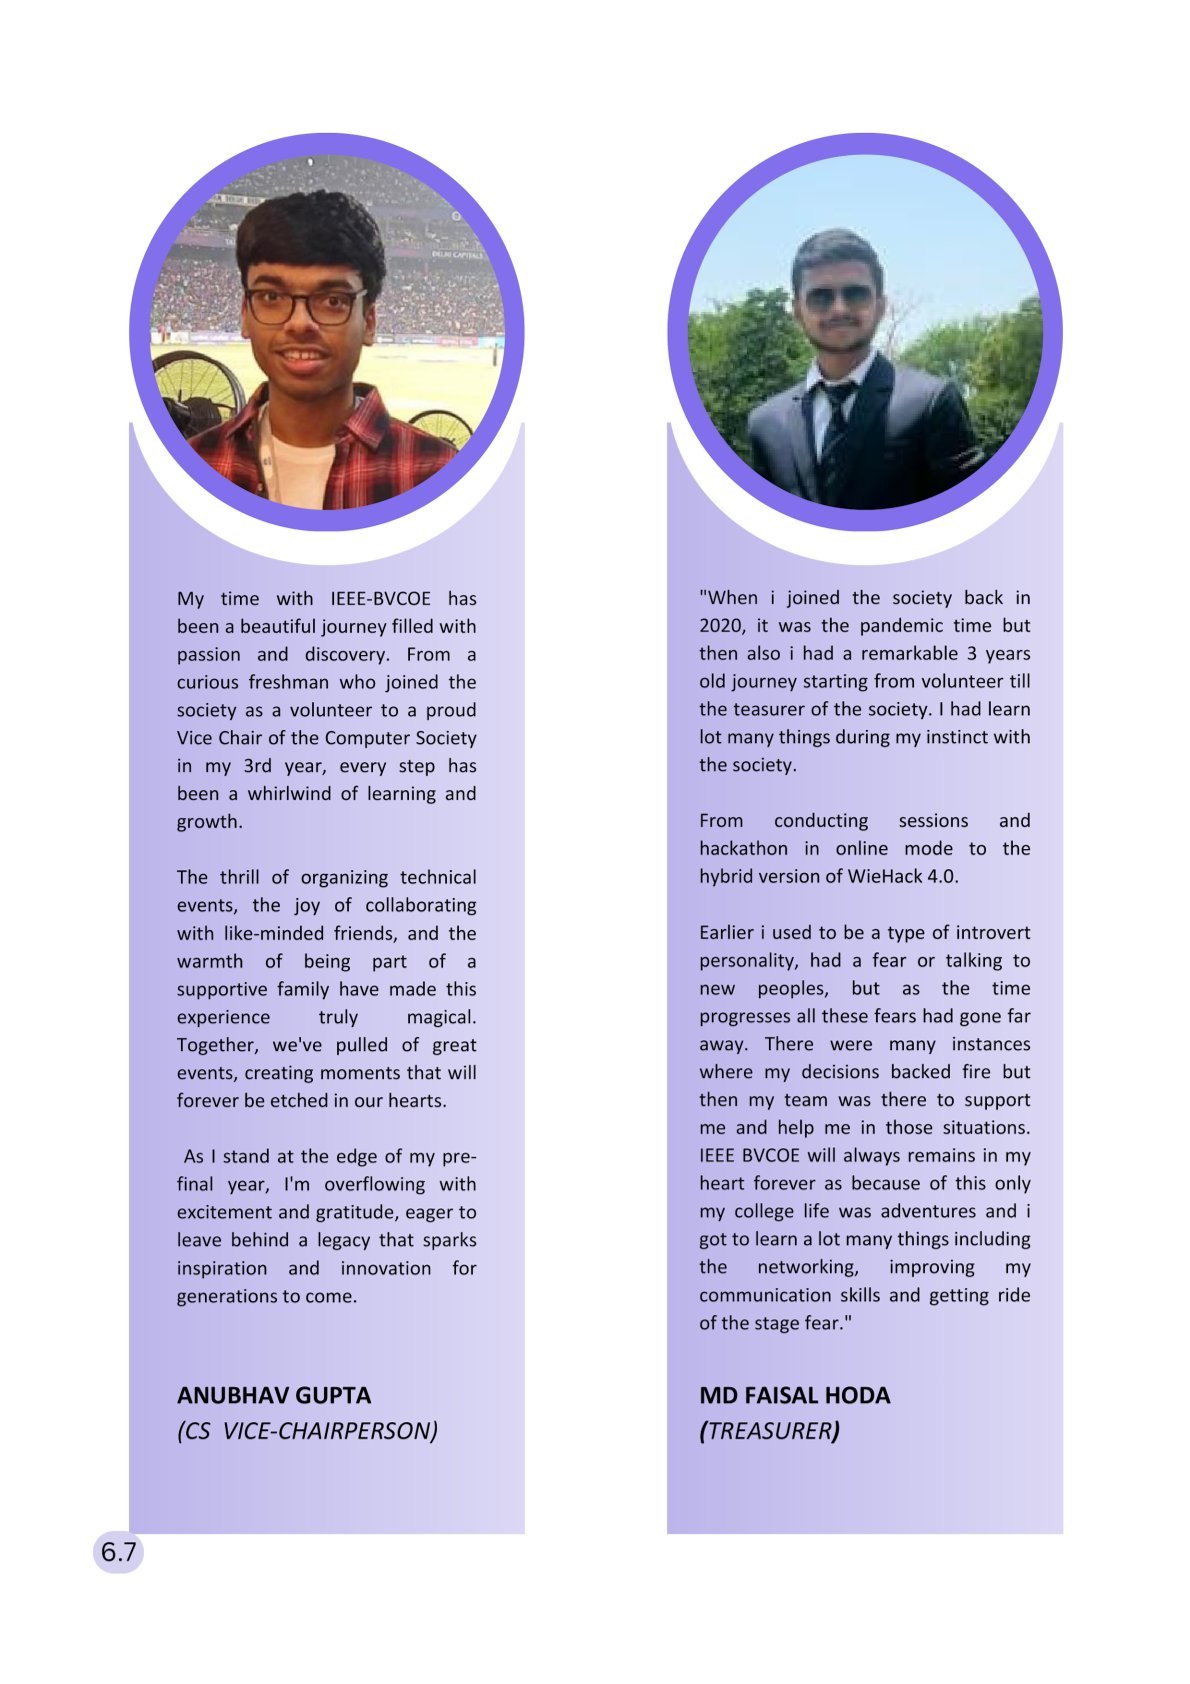 DELHI CAPITALS
My time with IEEE-BVCOE has
been a beautiful journey filled with
passion and discovery. From a
curious freshman who joined the
society as a volunteer to a proud
Vice Chair of the Computer Society
in my 3rd year, every step has
been a whirlwind of learning and
growth.
The thrill of organizing technical
events, the joy of collaborating
with like-minded friends, and the
warmth of being part of a
supportive family have made this
experience truly magical.
Together, we've pulled of great
events, creating moments that will
forever be etched in our hearts.
As I stand at the edge of my pre-
final year, I'm overflowing with
excitement and gratitude, eager to
leave behind a legacy that sparks
inspiration and innovation for
generations to come.
ANUBHAV GUPTA
(CS VICE-CHAIRPERSON)
"When i joined the society back in
2020, it was the pandemic time but
then also i had a remarkable 3 years
old journey starting from volunteer till
the teasurer of the society. I had learn
lot many things during my instinct with
the society.
From conducting sessions and
hackathon in online mode to the
hybrid version of WieHack 4.0.
Earlier i used to be a type of introvert
personality, had a fear or talking to
new peoples, but as the time
progresses all these fears had gone far
away. There were many instances
where my decisions backed fire but
then my team was there to support
me and help me in those situations.
IEEE BVCOE will always remains in my
heart forever as because of this only
my college life was adventures and i
got to learn a lot many things including
the networking, improving my
communication skills and getting ride
of the stage fear."
MD FAISAL HODA
(TREASURER)
6.7